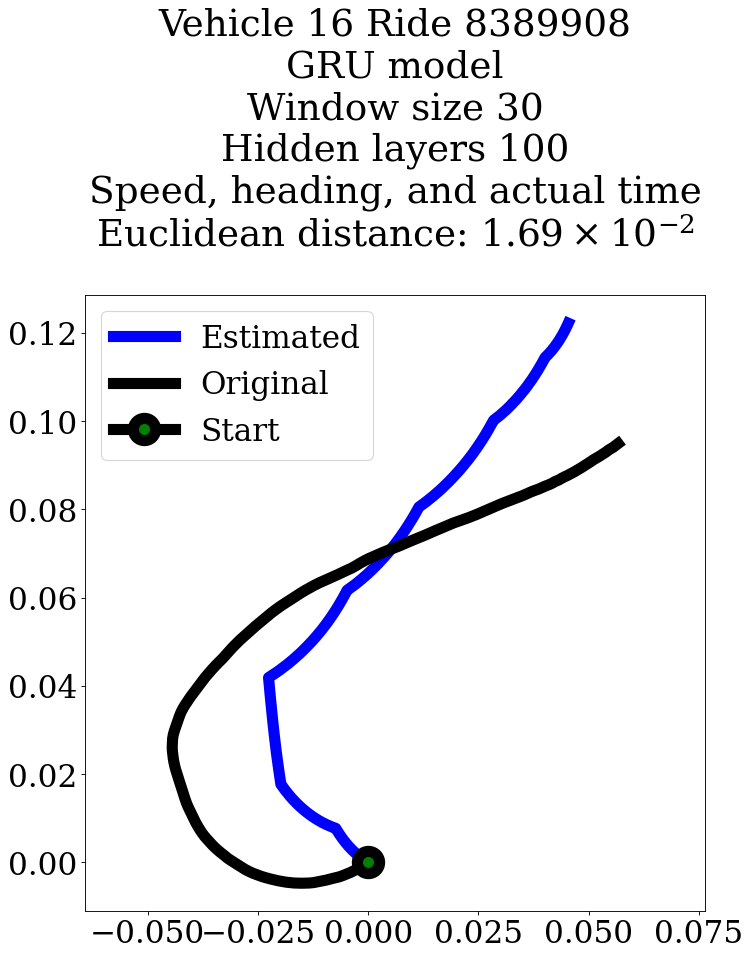 Vehicle 16 Ride 8389908
GRU model
Window size 30
Hidden layers 100
Speed, heading, and actual time
Euclidean distance: 1.69 × 10⁻²
Estimated
Original
Start
0.12
0.10
0.08
0.06
0.04
0.02
0.00
−0.050 −0.025 0.000 0.025 0.050 0.075